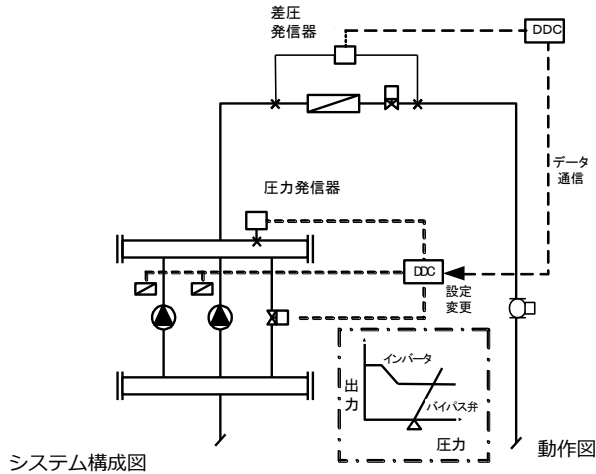 差圧
発信器
DDC
データ
通信
圧力発信器
DDC
設定
変更
インバータ
出
力
バイパス弁
圧力
システム構成図
動作図